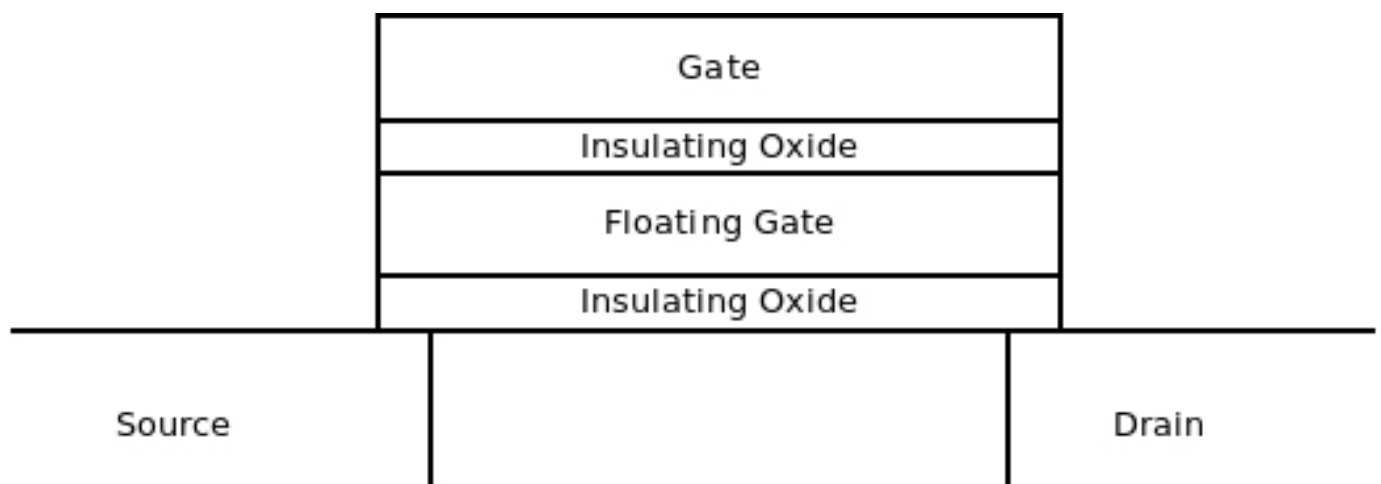 Gate
Insulating Oxide
Floating Gate
Insulating Oxide
Source
Drain